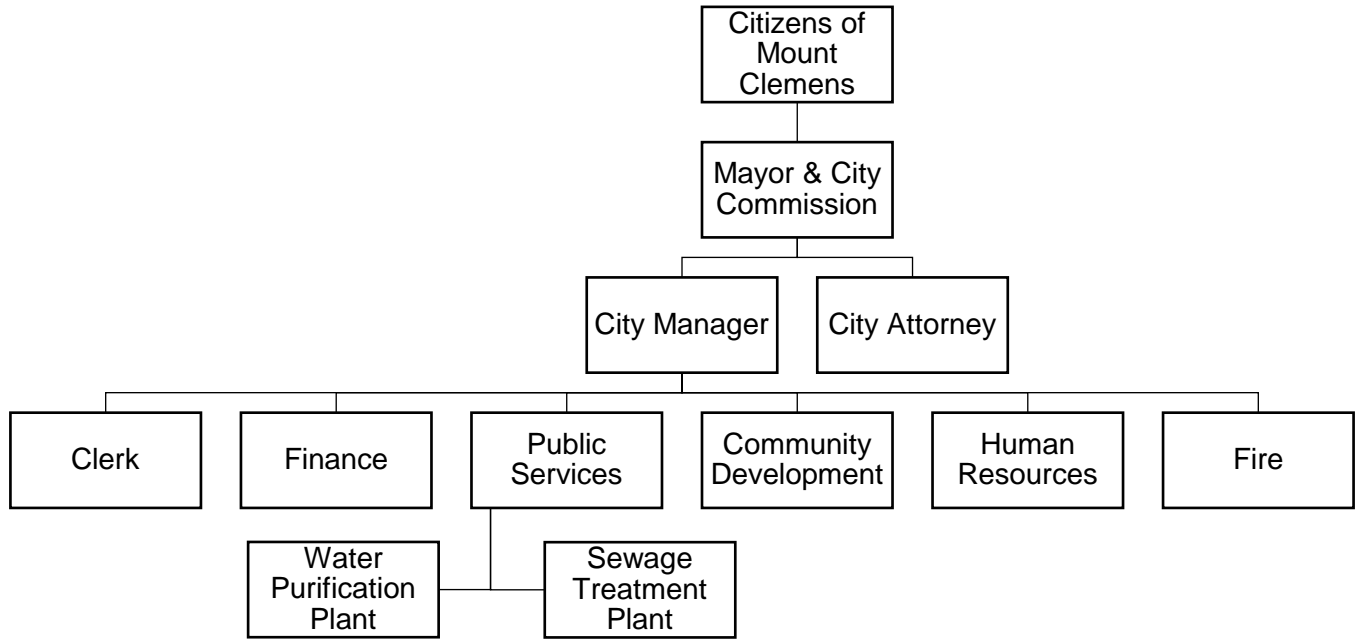 Citizens of
Mount
Clemens
Mayor & City
Commission
City Manager
City Attorney
Clerk
Finance
Public
Services
Community
Development
Human
Resources
Fire
Water
Purification
Plant
Sewage
Treatment
Plant